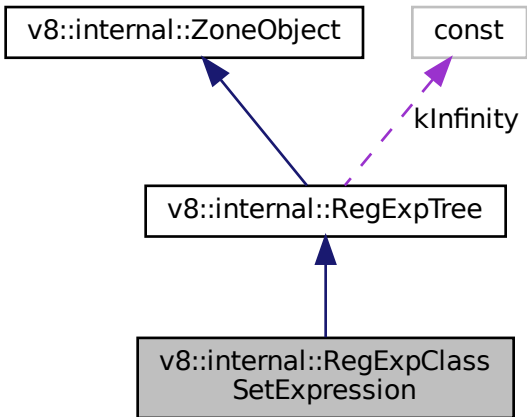 v8::internal::ZoneObject
const
kInfinity
v8::internal::RegExpTree
v8::internal::RegExpClass
SetExpression